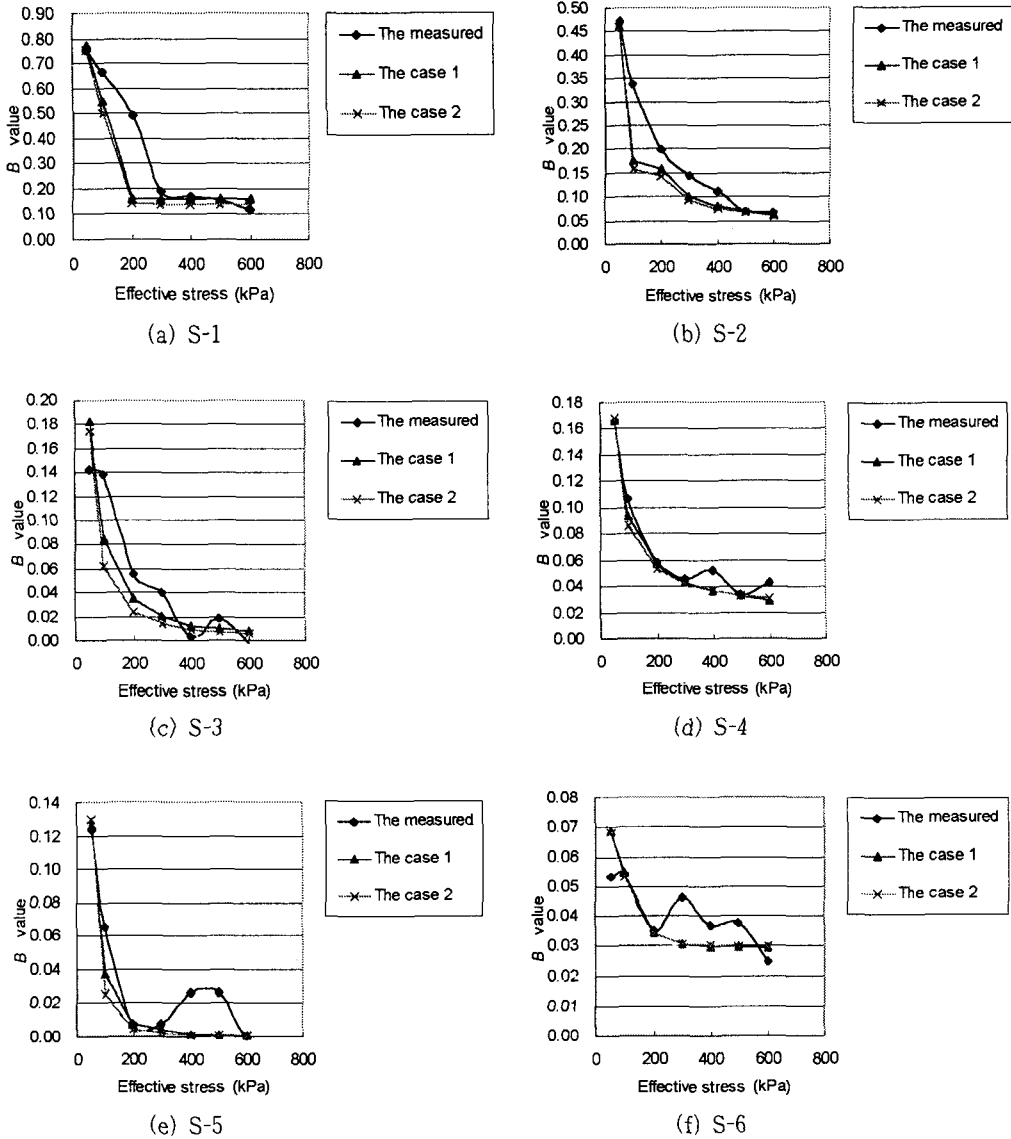 0.90
0.80
0.70
0.60
0.50
0.40
0.30
0.20
0.10
0.00
B value
0 200 400 600 800
Effective stress (kPa)
The measured
The case 1
The case 2
(a) S-1
0.50
0.45
0.40
0.35
0.30
0.25
0.20
0.15
0.10
0.05
0.00
B value
0 200 400 600 800
Effective stress (kPa)
The measured
The case 1
The case 2
(b) S-2
0.20
0.18
0.16
0.14
0.12
0.10
0.08
0.06
0.04
0.02
0.00
B value
0 200 400 600 800
Effective stress (kPa)
The measured
The case 1
The case 2
(c) S-3
0.18
0.16
0.14
0.12
0.10
0.08
0.06
0.04
0.02
0.00
B value
0 200 400 600 800
Effective stress (kPa)
The measured
The case 1
The case 2
(d) S-4
0.14
0.12
0.10
0.08
0.06
0.04
0.02
0.00
B value
0 200 400 600 800
Effective stress (kPa)
The measured
The case 1
The case 2
(e) S-5
0.08
0.07
0.06
0.05
0.04
0.03
0.02
0.01
0.00
B value
0 200 400 600 800
Effective stress (kPa)
The measured
The case 1
The case 2
(f) S-6